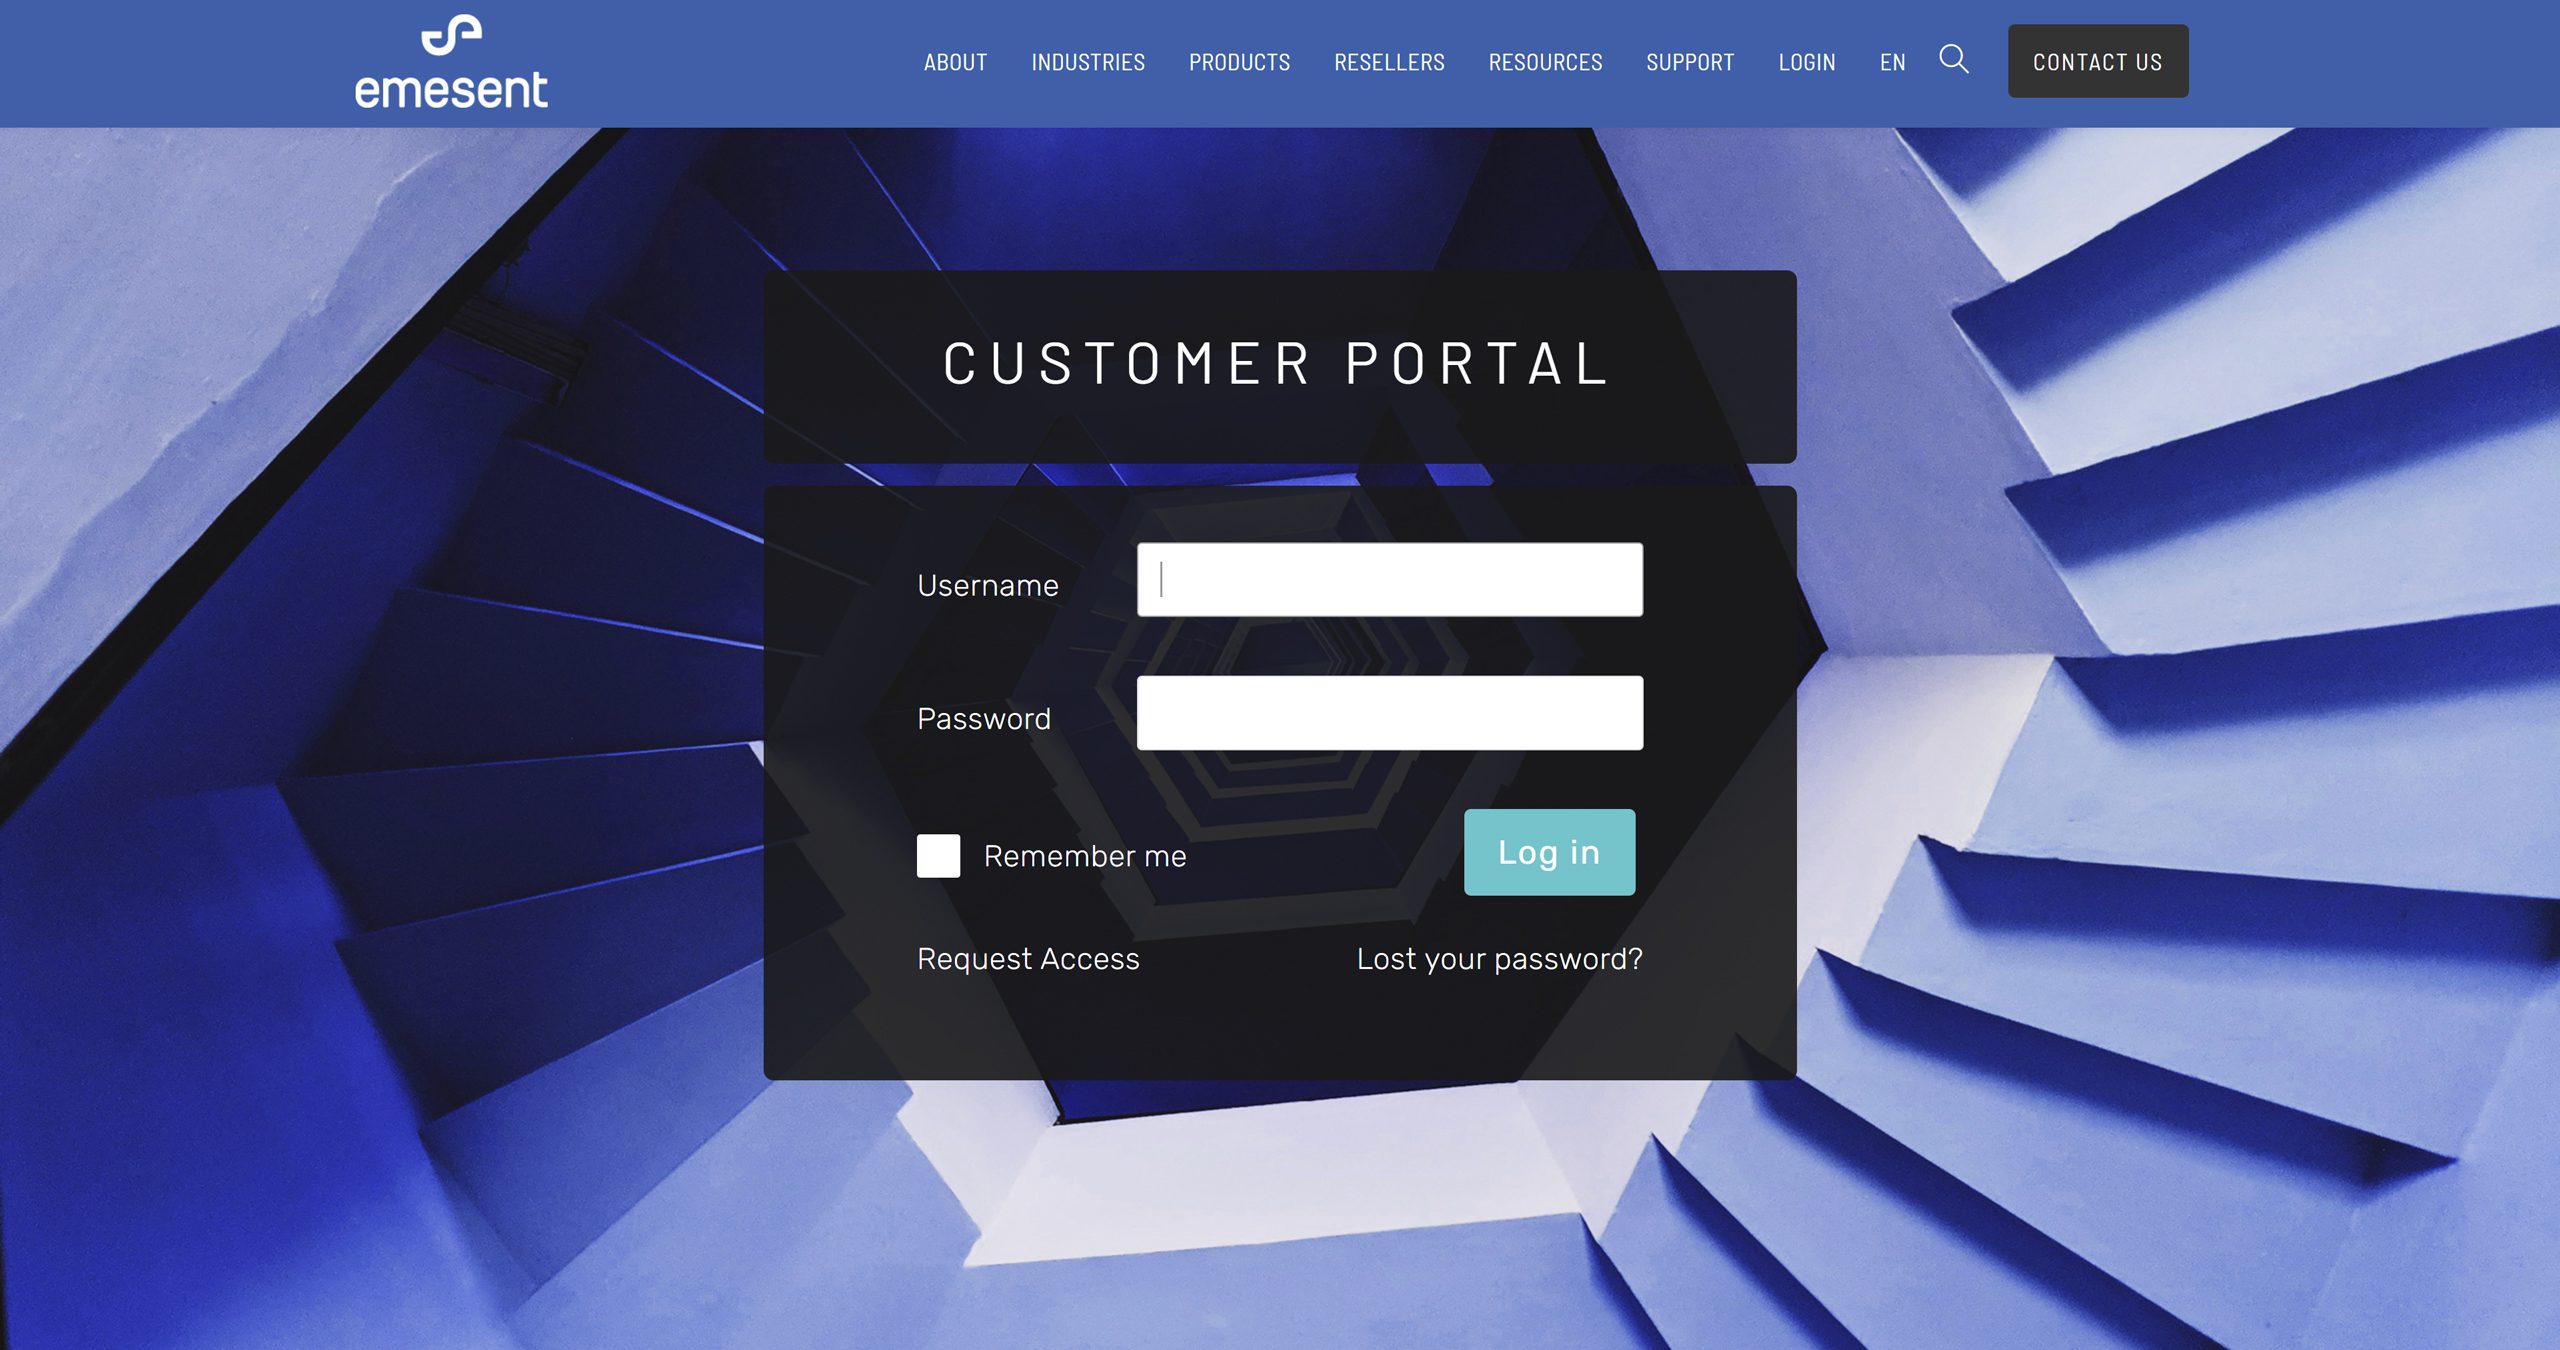 emesent
ABOUT INDUSTRIES PRODUCTS RESELLERS RESOURCES SUPPORT LOGIN EN CONTACT US
CUSTOMER PORTAL
Username
Password
Remember me Log in
Request Access Lost your password?